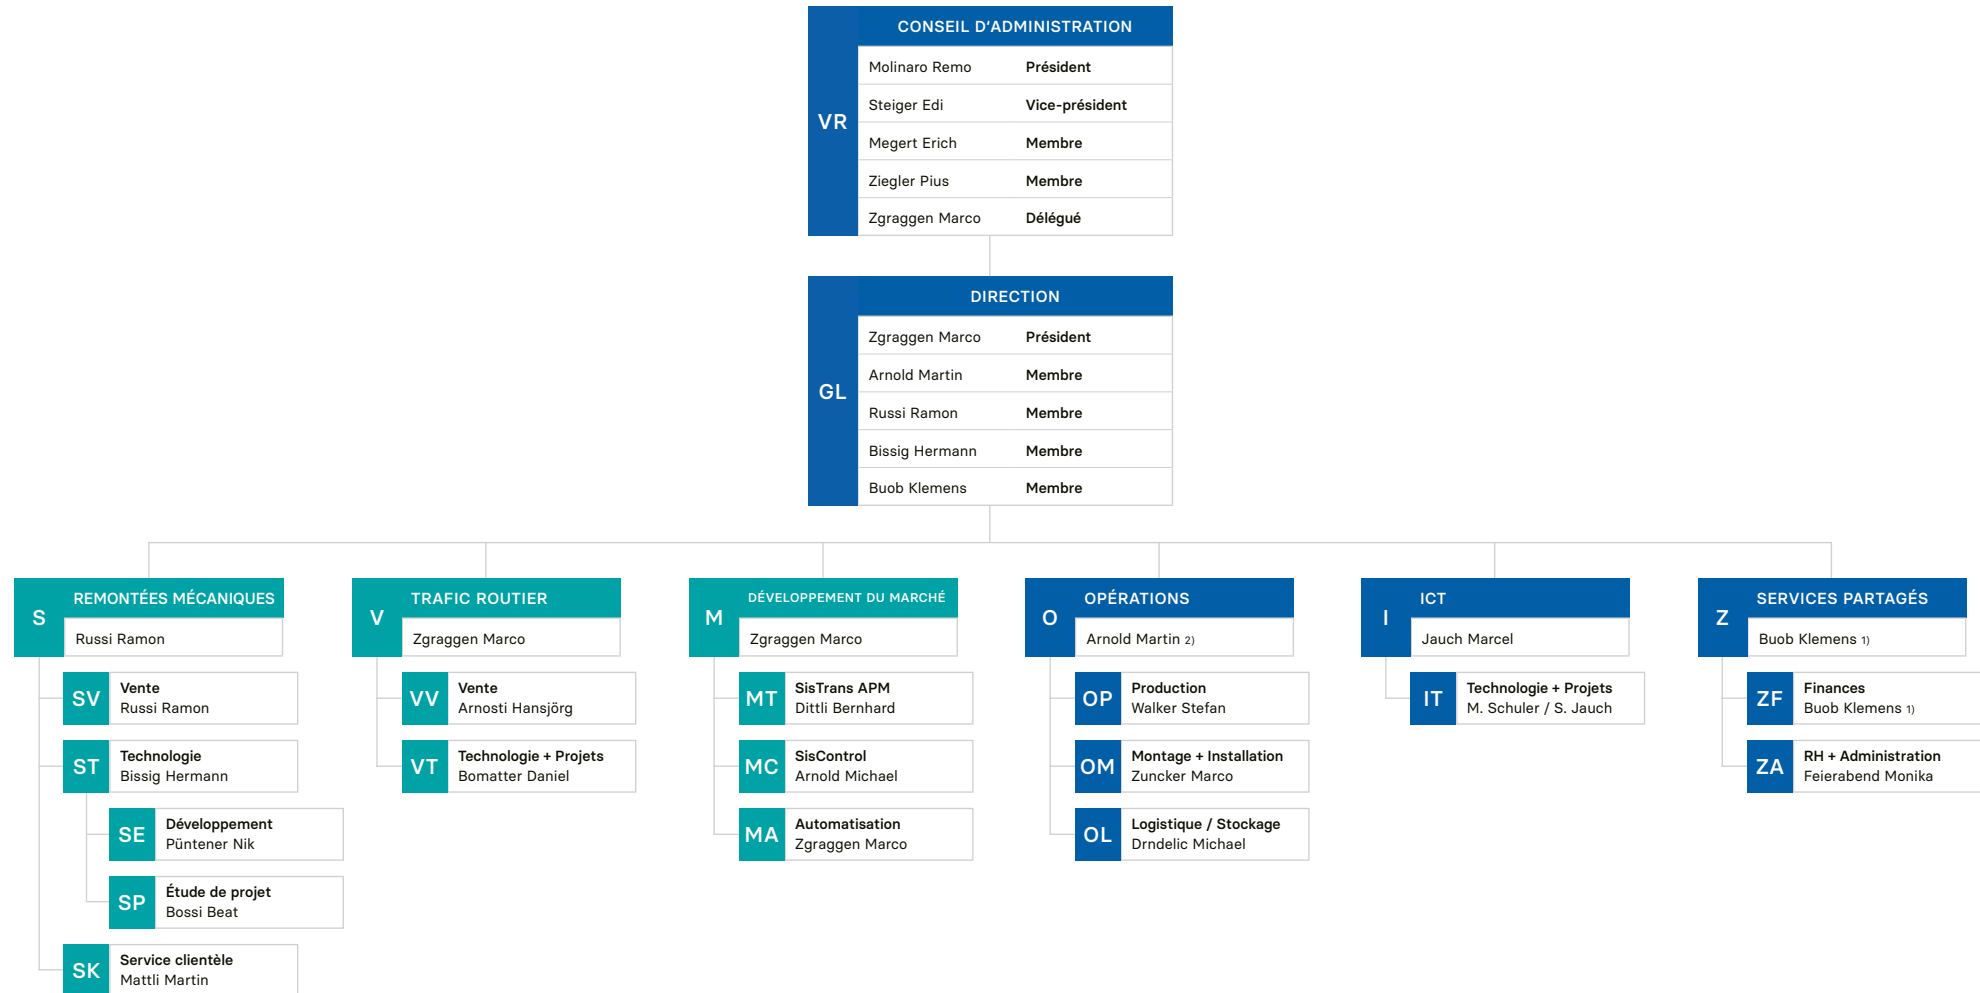 CONSEIL D‘ADMINISTRATION
VR
Molinaro Remo Président
Steiger Edi Vice-président
Megert Erich Membre
Ziegler Pius Membre
Zgraggen Marco Délégué
DIRECTION
GL
Zgraggen Marco Président
Arnold Martin Membre
Russi Ramon Membre
Bissig Hermann Membre
Buob Klemens Membre
S REMONTÉES MÉCANIQUES
Russi Ramon
SV Vente
Russi Ramon
ST Technologie
Bissig Hermann
SE Développement
Püntener Nik
SP Étude de projet
Bossi Beat
SK Service clientèle
Mattli Martin
V TRAFIC ROUTIER
Zgraggen Marco
VV Vente
Arnosti Hansjörg
VT Technologie + Projets
Bomatter Daniel
M DÉVELOPPEMENT DU MARCHÉ
Zgraggen Marco
MT SisTrans APM
Dittli Bernhard
MC SisControl
Arnold Michael
MA Automatisation
Zgraggen Marco
O OPÉRATIONS
Arnold Martin 2)
OP Production
Walker Stefan
OM Montage + Installation
Zuncker Marco
OL Logistique / Stockage
Drndelic Michael
I ICT
Jauch Marcel
IT Technologie + Projets
M. Schuler / S. Jauch
Z SERVICES PARTAGÉS
Buob Klemens 1)
ZF Finances
Buob Klemens 1)
ZA RH + Administration
Feierabend Monika